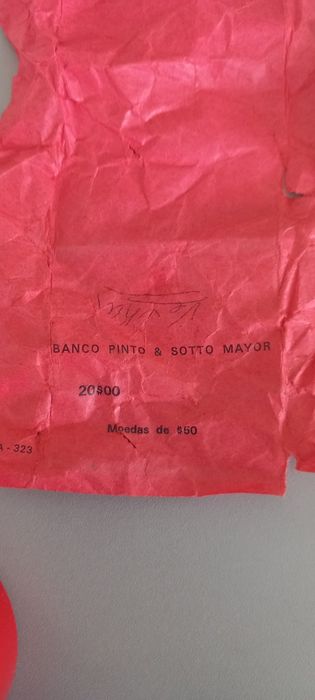 BANCO PINTO & SOTTO MAYOR
20$00
Moedas de $50
A - 323